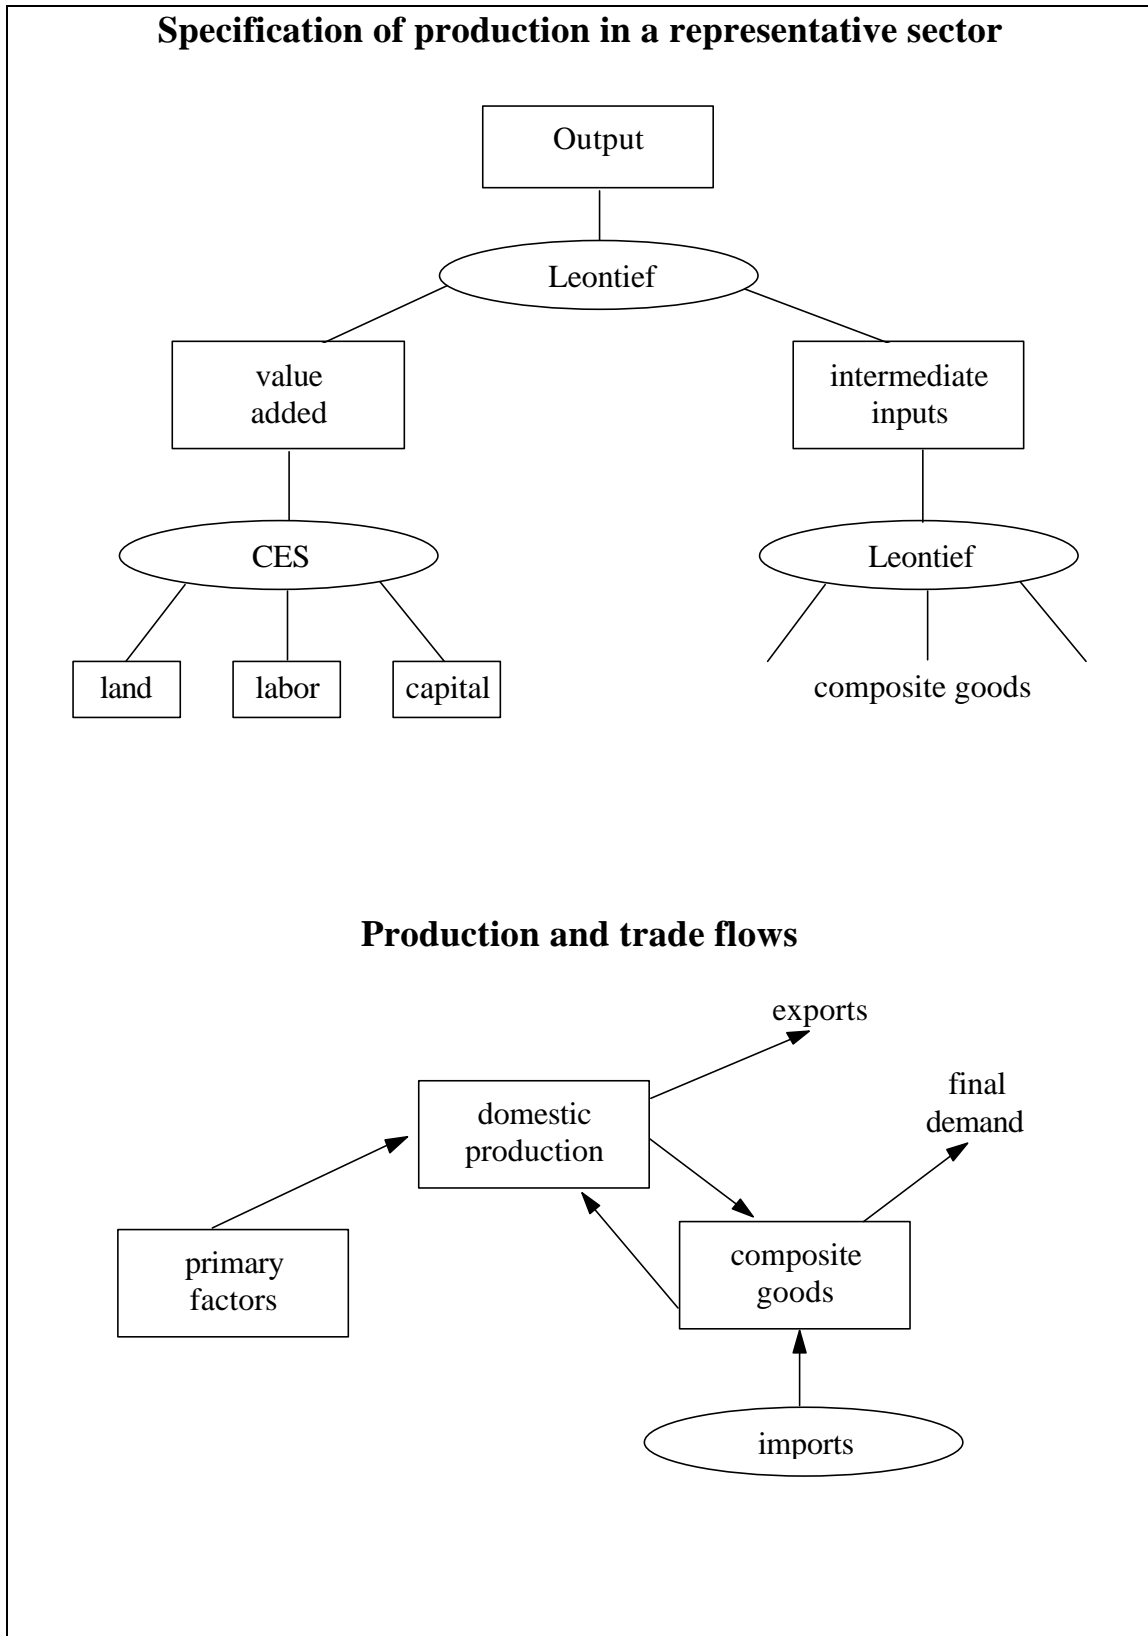 Specification of production in a representative sector
Output
Leontief
value
added
intermediate
inputs
CES
Leontief
land
labor
capital
composite goods
Production and trade flows
exports
final
demand
domestic
production
primary
factors
composite
goods
imports